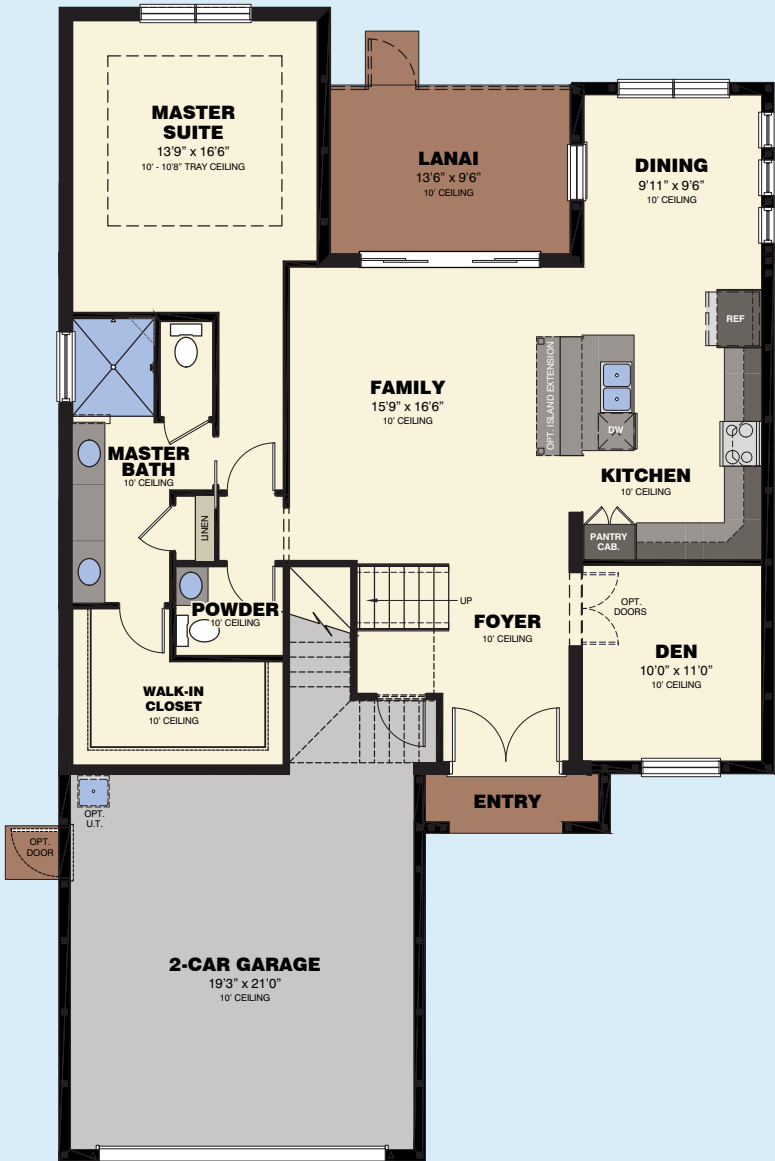 MASTER
SUITE
13’9” x 16’6”
10’ - 10’8” TRAY CEILING
LANAI
13’6” x 9’6”
10’ CEILING
DINING
9’11” x 9’6”
10’ CEILING
REF
FAMILY
15’9” x 16’6”
10’ CEILING
OPT. ISLAND EXTENSION
DW
KITCHEN
10’ CEILING
PANTRY
CAB.
MASTER
BATH
10’ CEILING
LINEN
POWDER
10’ CEILING
UP
FOYER
10’ CEILING
OPT.
DOORS
DEN
10’0” x 11’0”
10’ CEILING
WALK-IN
CLOSET
10’ CEILING
ENTRY
OPT.
U.T.
OPT.
DOOR
2-CAR GARAGE
19’3” x 21’0”
10’ CEILING